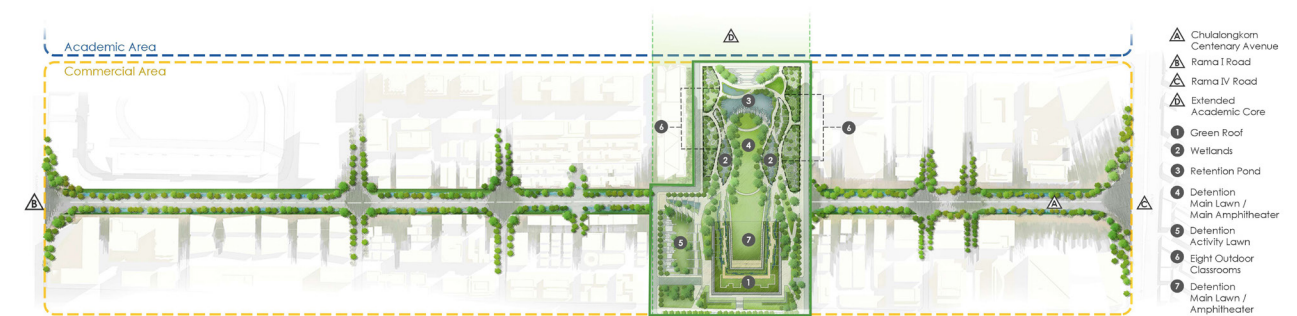 D
Academic Area
Commercial Area
3
6
6
4
2
2
B
A
C
5
7
1
A Chulalongkorn
Centenary Avenue
B Rama I Road
C Rama IV Road
D Extended
Academic Core
1 Green Roof
2 Wetlands
3 Retention Pond
4 Detention
Main Lawn /
Main Amphitheater
5 Detention
Activity Lawn
6 Eight Outdoor
Classrooms
7 Detention
Main Lawn /
Amphitheater